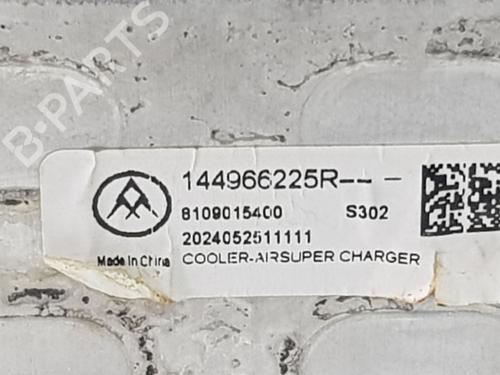 B-PARTS
144966225R-- -
8109015400 S302
2024052511111
Made In China COOLER-AIRSUPER CHARGER